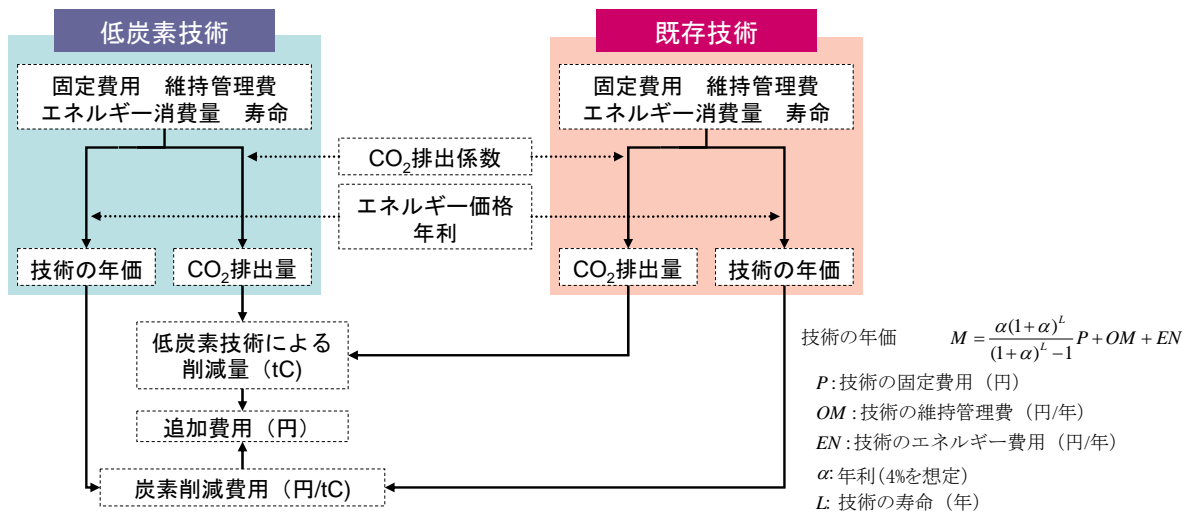 低炭素技術
既存技術
固定費用 維持管理費
エネルギー消費量 寿命
固定費用 維持管理費
エネルギー消費量 寿命
CO₂排出係数
エネルギー価格
年利
技術の年価
CO₂排出量
CO₂排出量
技術の年価
低炭素技術による
削減量（tC)
追加費用（円）
炭素削減費用（円/tC)
技術の年価 M = \frac{α(1+α)^L}{(1+α)^L −1} P + OM + EN
P:技術の固定費用（円）
OM:技術の維持管理費（円/年）
EN:技術のエネルギー費用（円/年）
α:年利(4%を想定)
L: 技術の寿命（年）